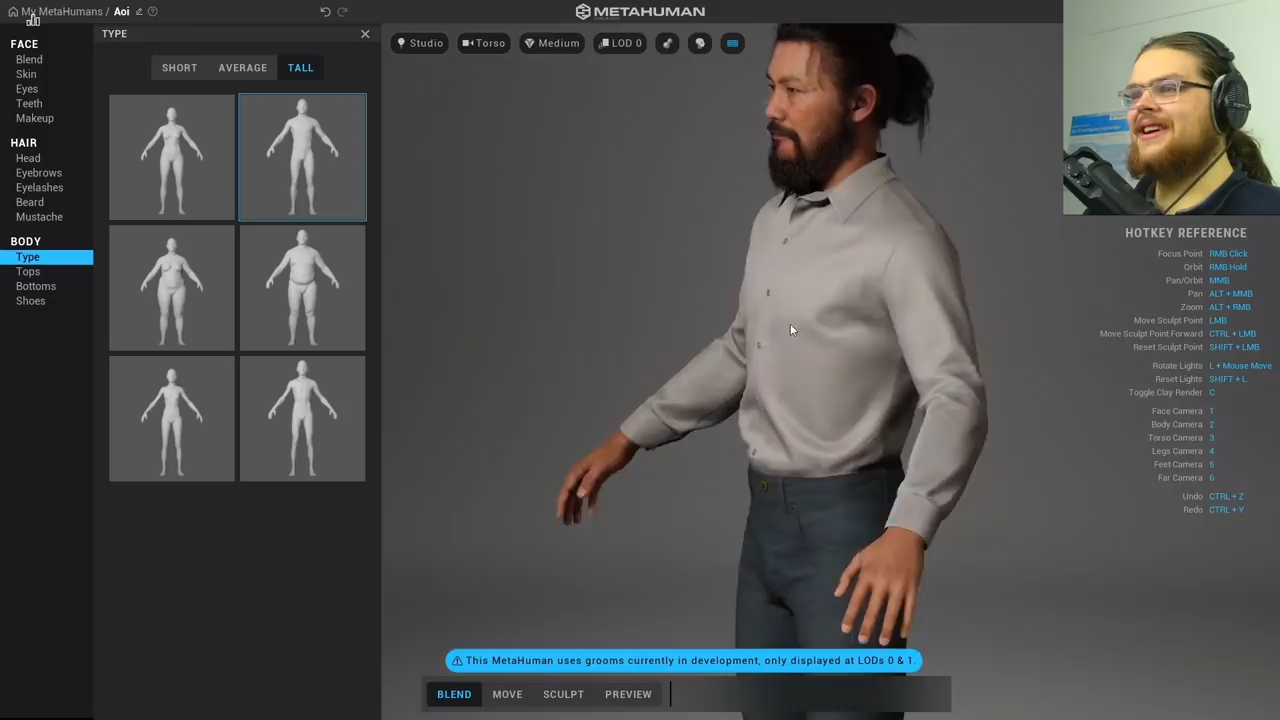 My MetaHumans / Aoi
METAHUMAN
FACE
Blend
Skin
Eyes
Teeth
Makeup
HAIR
Head
Eyebrows
Eyelashes
Beard
Mustache
BODY
Type
Tops
Bottoms
Shoes
TYPE
SHORT AVERAGE TALL
Studio Torso Medium LOD 0
HOTKEY REFERENCE
Focus Point RMB Click
Orbit RMB Hold
Pan/Orbit MMB
Pan ALT + MMB
Zoom ALT + RMB
Move Sculpt Point LMB
Move Sculpt Point Forward CTRL + LMB
Reset Sculpt Point SHIFT + LMB
Rotate Lights L + Mouse Move
Reset Lights SHIFT + L
Toggle Clay Render C
Face Camera 1
Body Camera 2
Torso Camera 3
Legs Camera 4
Feet Camera 5
Far Camera 6
Undo CTRL + Z
Redo CTRL + Y
This MetaHuman uses grooms currently in development, only displayed at LODs 0 & 1.
BLEND MOVE SCULPT PREVIEW